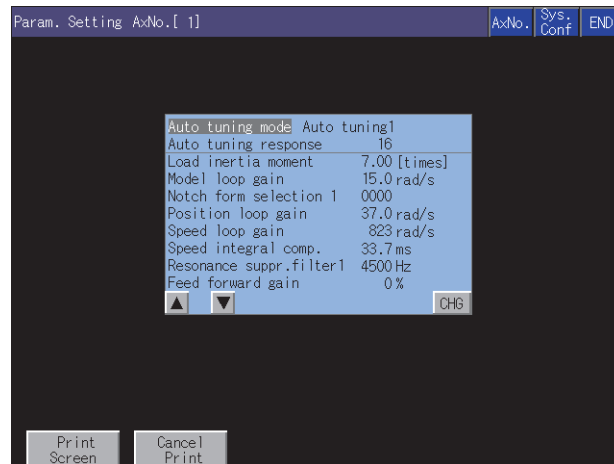 Param. Setting AxNo.[ 1]
AxNo.
Sys.
Conf
END
Auto tuning mode Auto tuning1
Auto tuning response 16
Load inertia moment 7.00 [times]
Model loop gain 15.0 rad/s
Notch form selection 1 0000
Position loop gain 37.0 rad/s
Speed loop gain 823 rad/s
Speed integral comp. 33.7 ms
Resonance suppr.filter1 4500 Hz
Feed forward gain 0 %
▲ ▼ CHG
Print
Screen
Cancel
Print